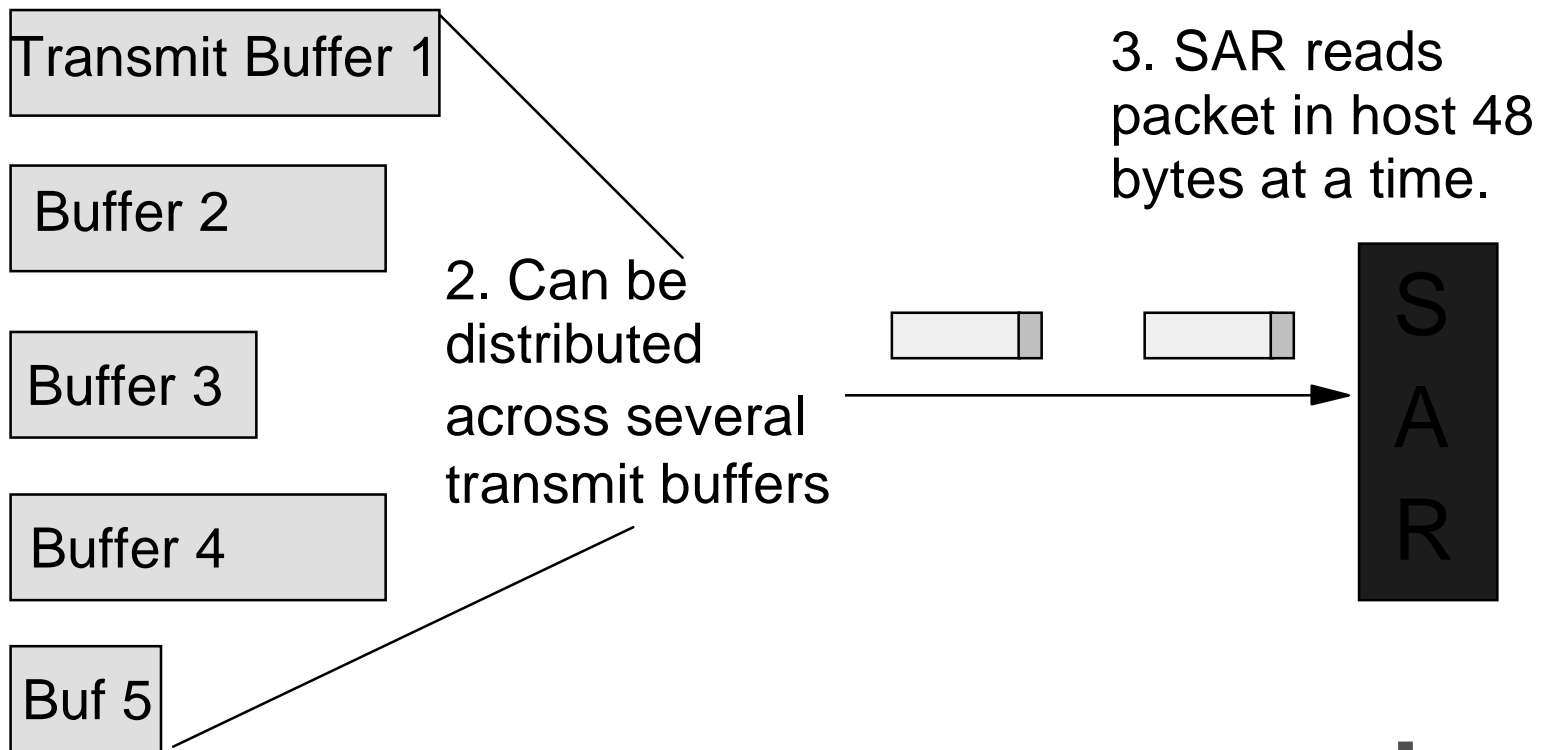 Transmit Buffer 1
Buffer 2
Buffer 3
Buffer 4
Buf 5
2. Can be
distributed
across several
transmit buffers
3. SAR reads
packet in host 48
bytes at a time.
S
A
R